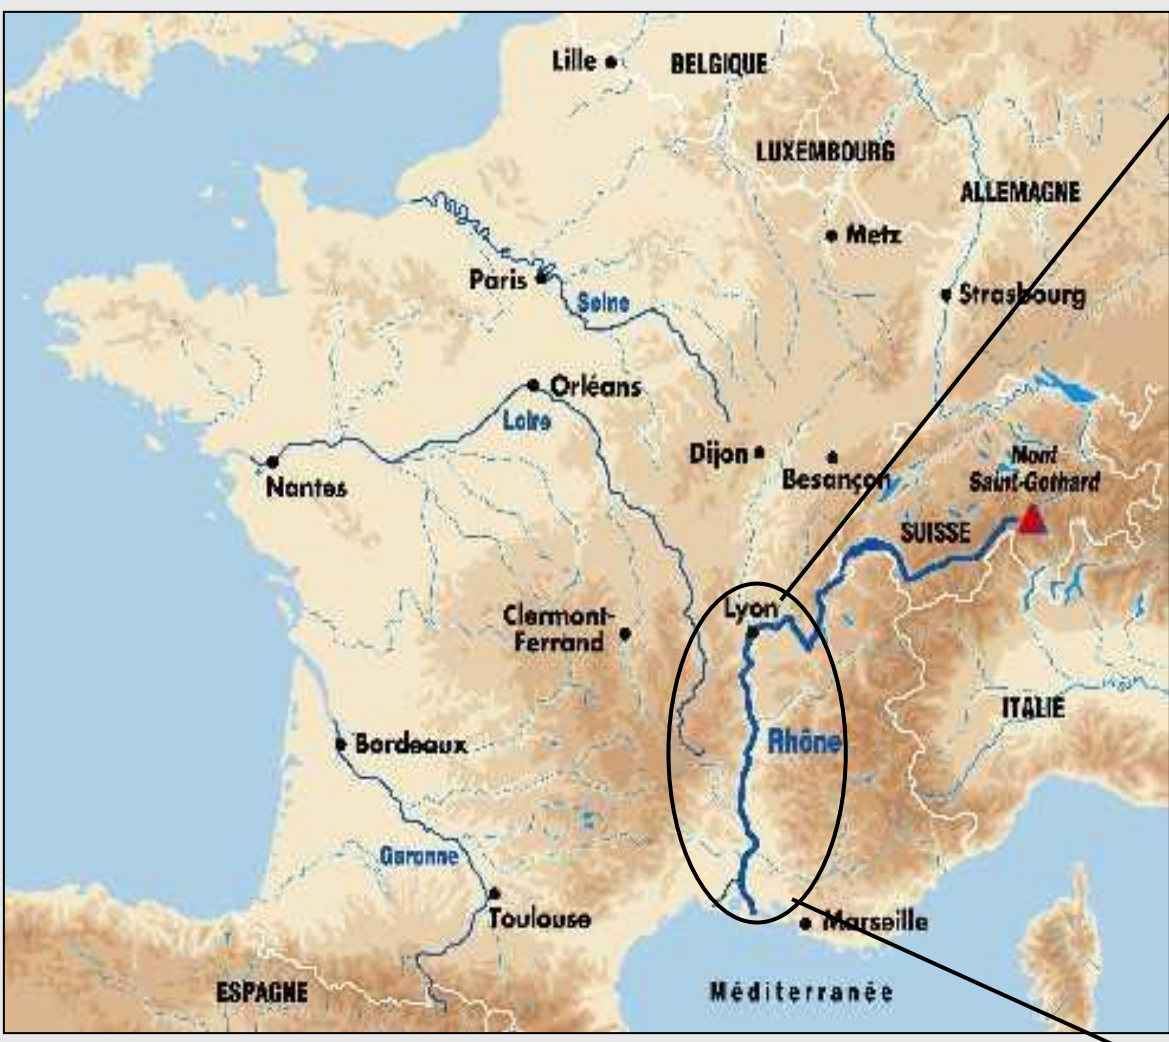 Lille
BELGIQUE
LUXEMBOURG
ALLEMAGNE
Metz
Paris
Seine
Strasbourg
Orléans
Loire
Dijon
Besançon
Mont
Saint-Gothard
Nantes
SUISSE
Lyon
Clermont-
Ferrand
ITALIE
Rhône
Bordeaux
Garonne
Toulouse
Marseille
ESPAGNE
Méditerranée